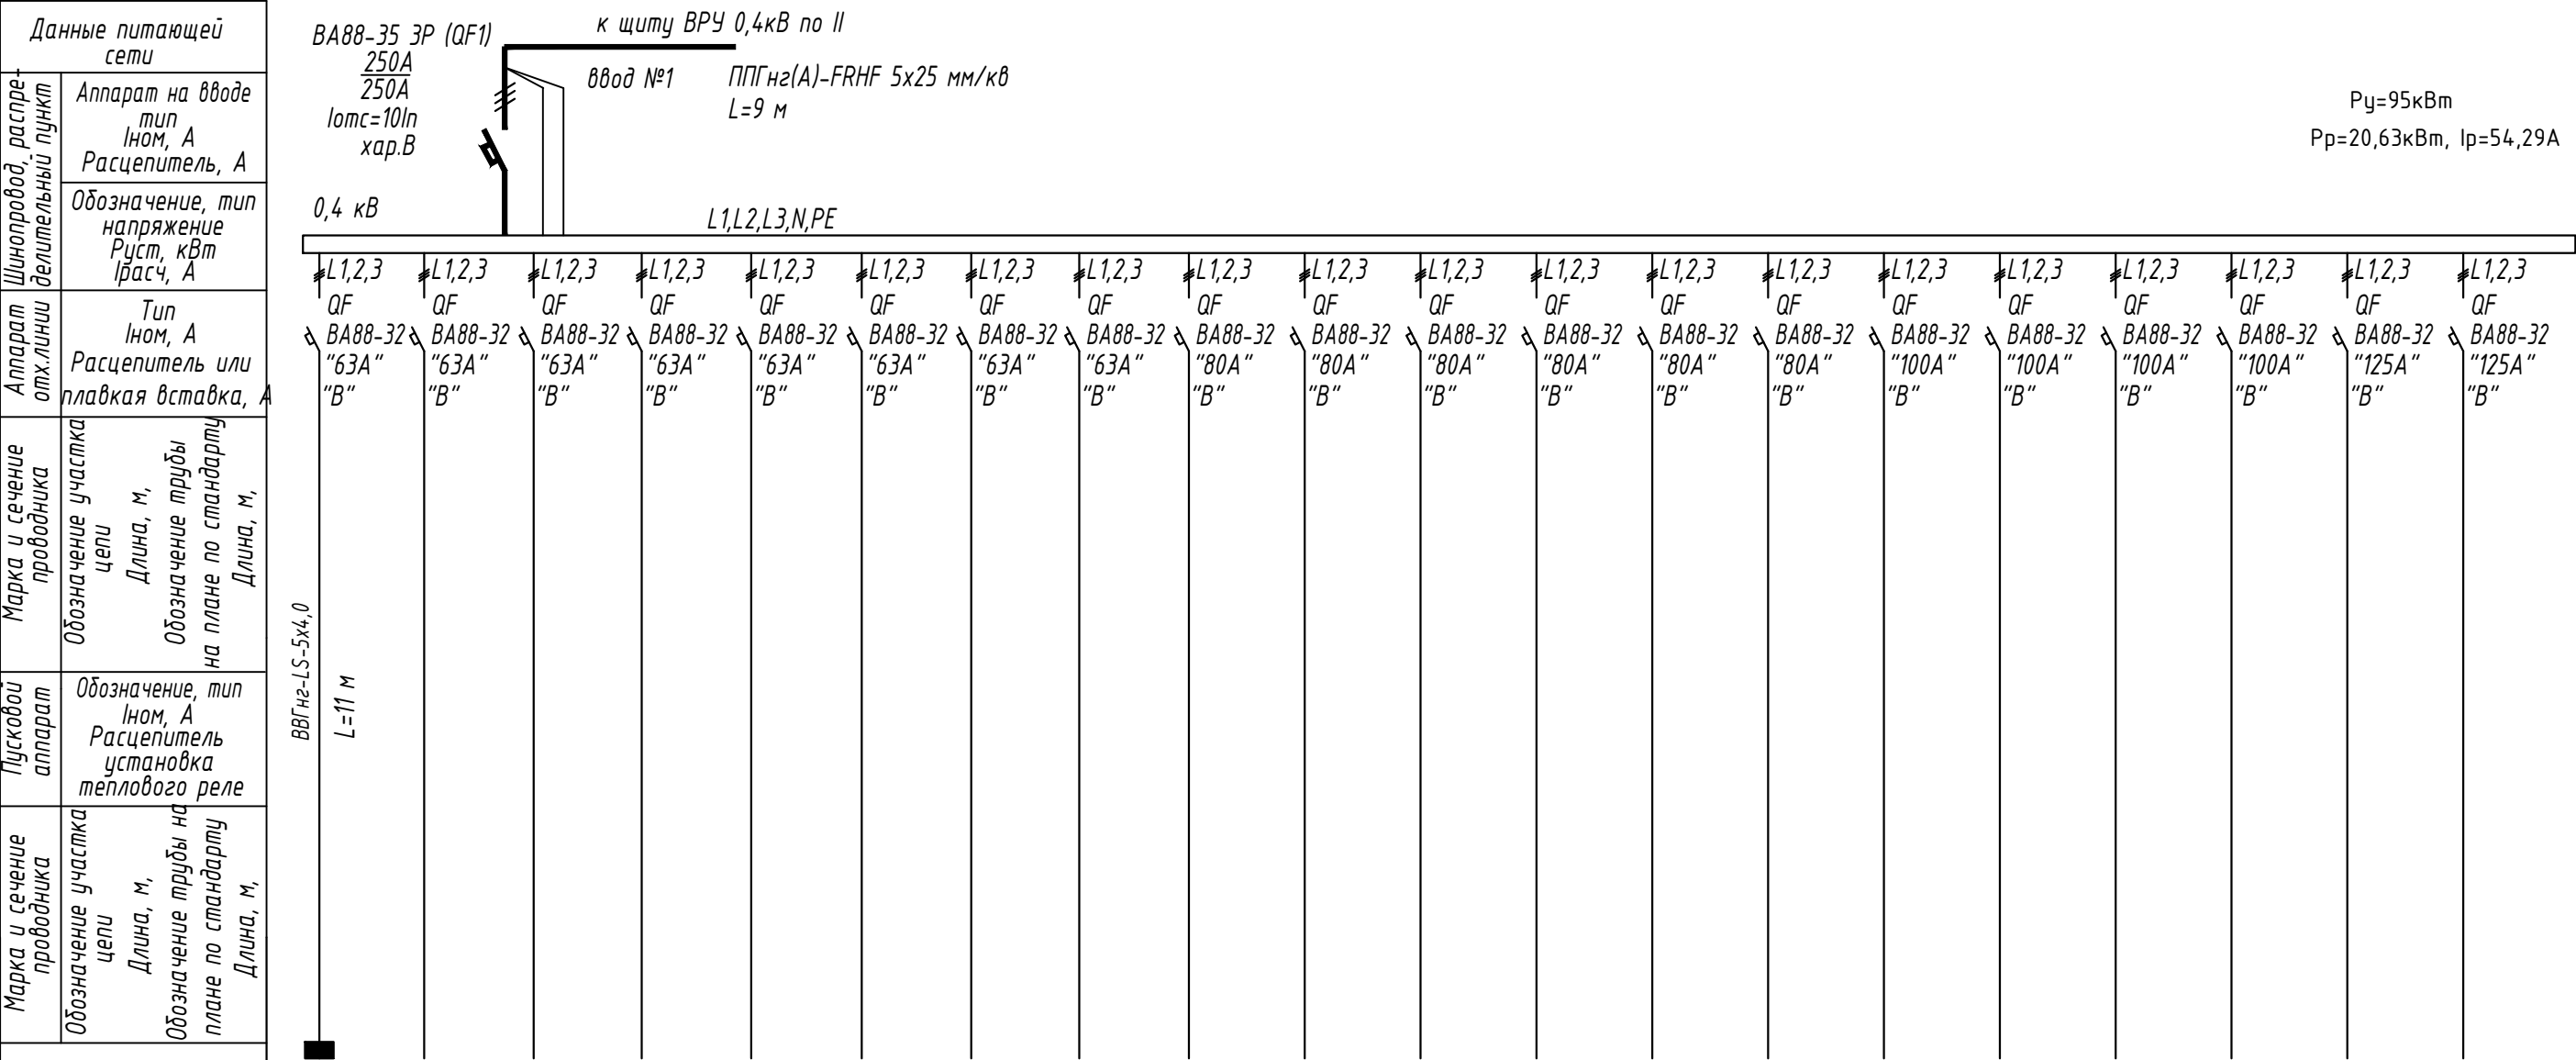 Данные питающей
сети
Шинопровод, распре-
делительный пункт
Аппарат на вводе
тип
Iном, А
Расцепитель, А
Обозначение, тип
напряжение
Руст, кВт
Iрасч, А
Аппарат
отх.линии
Тип
Iном, А
Расцепитель или
плавкая вставка, А
Марка и сечение
проводника
Обозначение участка
цепи
Длина, м,
Обозначение трубы
на плане по стандарту
Длина, м,
Пусковой
аппарат
Обозначение, тип
Iном, А
Расцепитель
установка
теплового реле
Марка и сечение
проводника
Обозначение участка
цепи
Длина, м,
Обозначение трубы на
плане по стандарту
Длина, м,
ВА88-35 3Р (QF1)
250А
250А
Iотс=10In
хар.В
к щиту ВРУ 0,4кВ по II
ввод №1
ППГнг(А)-FRHF 5х25 мм/кв
L=9 м
Ру=95кВт
Рр=20,63кВт, Iр=54,29А
0,4 кВ
L1,L2,L3,N,PE
L1,2,3 L1,2,3 L1,2,3 L1,2,3 L1,2,3 L1,2,3 L1,2,3 L1,2,3 L1,2,3 L1,2,3 L1,2,3 L1,2,3 L1,2,3 L1,2,3 L1,2,3 L1,2,3 L1,2,3 L1,2,3 L1,2,3 L1,2,3
QF QF QF QF QF QF QF QF QF QF QF QF QF QF QF QF QF QF QF QF
ВА88-32 ВА88-32 ВА88-32 ВА88-32 ВА88-32 ВА88-32 ВА88-32 ВА88-32 ВА88-32 ВА88-32 ВА88-32 ВА88-32 ВА88-32 ВА88-32 ВА88-32 ВА88-32 ВА88-32 ВА88-32 ВА88-32 ВА88-32
"63А" "63А" "63А" "63А" "63А" "63А" "63А" "63А" "80А" "80А" "80А" "80А" "80А" "80А" "100А" "100А" "100А" "100А" "125А" "125А"
"В" "В" "В" "В" "В" "В" "В" "В" "В" "В" "В" "В" "В" "В" "В" "В" "В" "В" "В" "В"
ВВГнг-LS-5х4,0
L=11 м